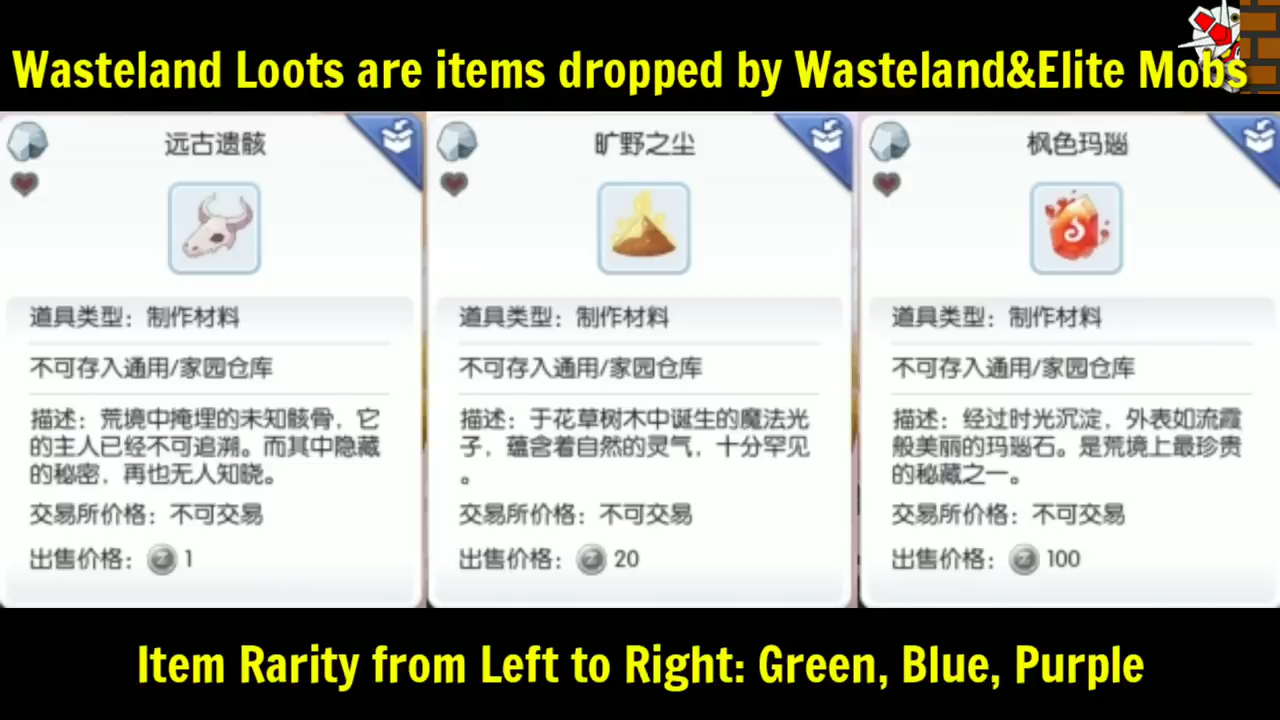 Wasteland Loots are items dropped by Wasteland&Elite Mobs
远古遗骸
道具类型：制作材料
不可存入通用/家园仓库
描述：荒境中掩埋的未知骸骨，它
的主人已经不可追溯。而其中隐藏
的秘密，再也无人知晓。
交易所价格：不可交易
出售价格： Z 1
旷野之尘
道具类型：制作材料
不可存入通用/家园仓库
描述：于花草树木中诞生的魔法光
子，蕴含着自然的灵气，十分罕见
。
交易所价格：不可交易
出售价格： Z 20
枫色玛瑙
道具类型：制作材料
不可存入通用/家园仓库
描述：经过时光沉淀，外表如流霞
般美丽的玛瑙石。是荒境上最珍贵
的秘藏之一。
交易所价格：不可交易
出售价格： Z 100
Item Rarity from Left to Right: Green, Blue, Purple